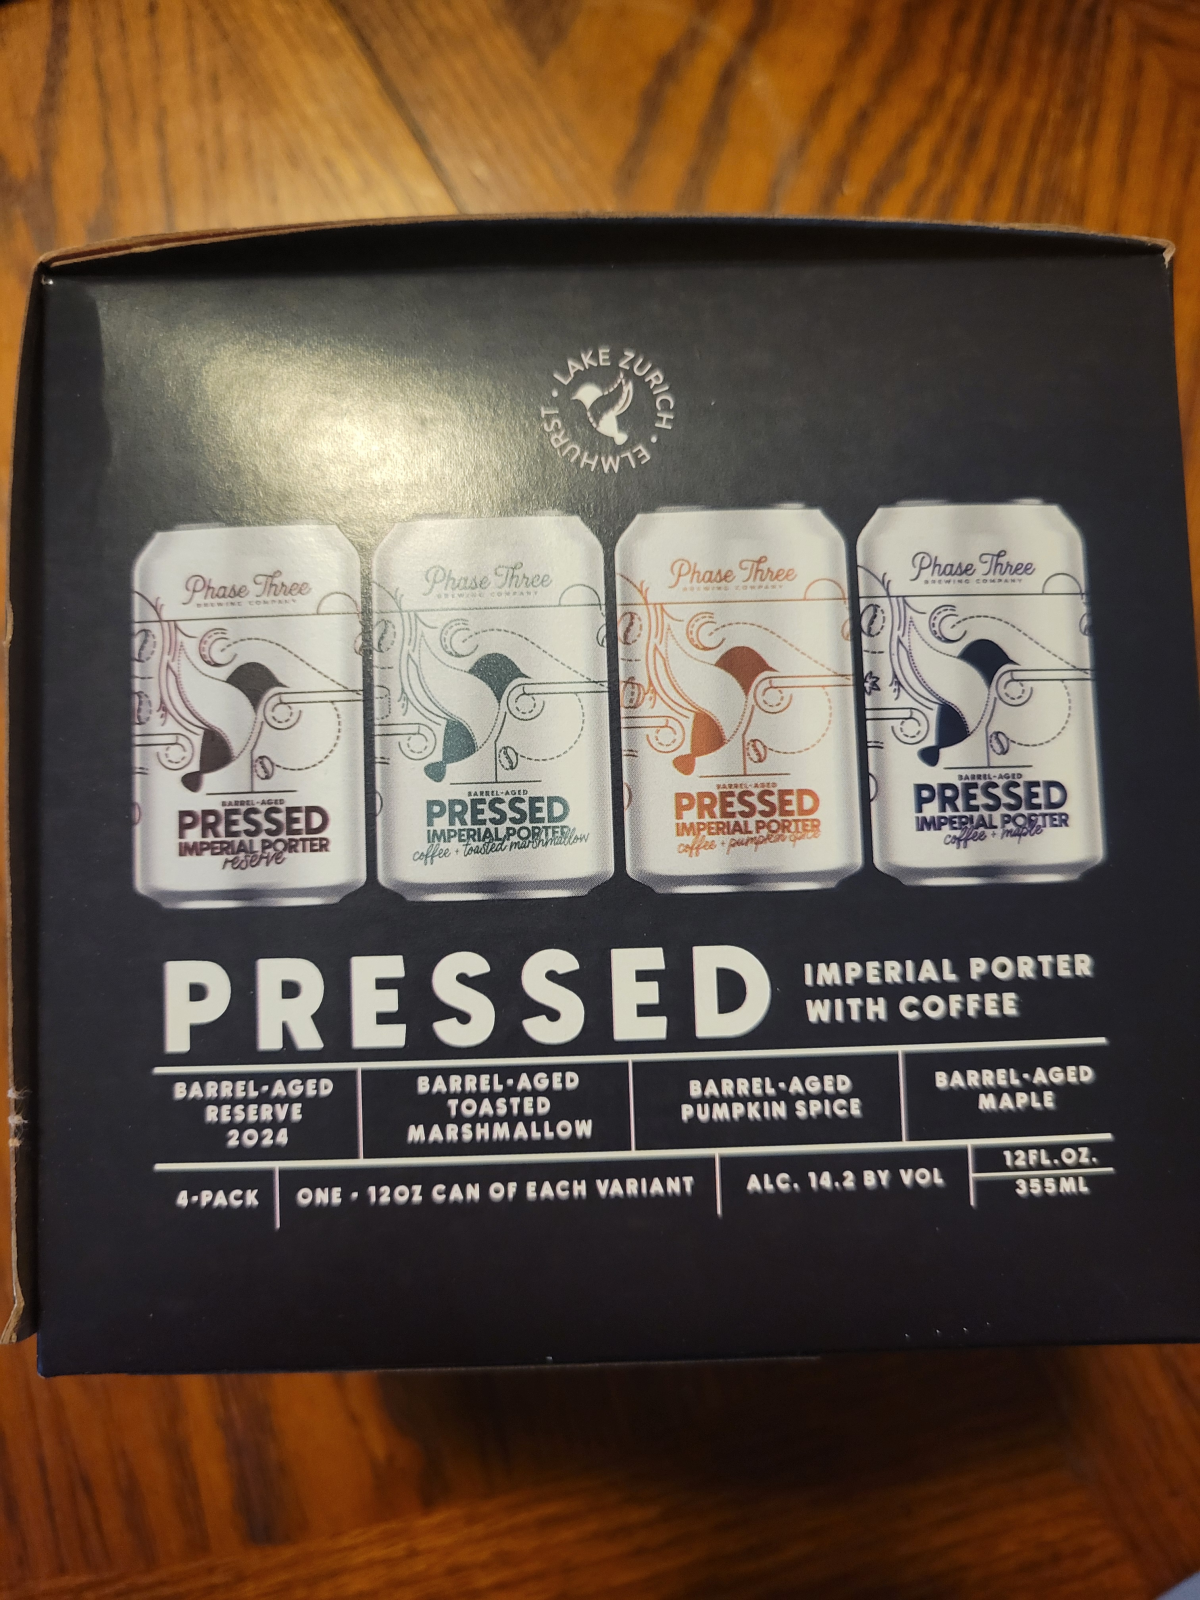 LAKE ZURICH • ELMHURST •
Phase Three
BREWING COMPANY
BARREL-AGED
PRESSED
IMPERIAL PORTER
reserve
Phase Three
BREWING COMPANY
BARREL-AGED
PRESSED
IMPERIAL PORTER
coffee + toasted marshmallow
Phase Three
BREWING COMPANY
BARREL-AGED
PRESSED
IMPERIAL PORTER
coffee + pumpkin spice
Phase Three
BREWING COMPANY
BARREL-AGED
PRESSED
IMPERIAL PORTER
coffee + maple
PRESSED
IMPERIAL PORTER
WITH COFFEE
BARREL-AGED
RESERVE
2024
BARREL-AGED
TOASTED
MARSHMALLOW
BARREL-AGED
PUMPKIN SPICE
BARREL-AGED
MAPLE
4-PACK
ONE - 12OZ CAN OF EACH VARIANT
ALC. 14.2 BY VOL
12FL.OZ.
355ML